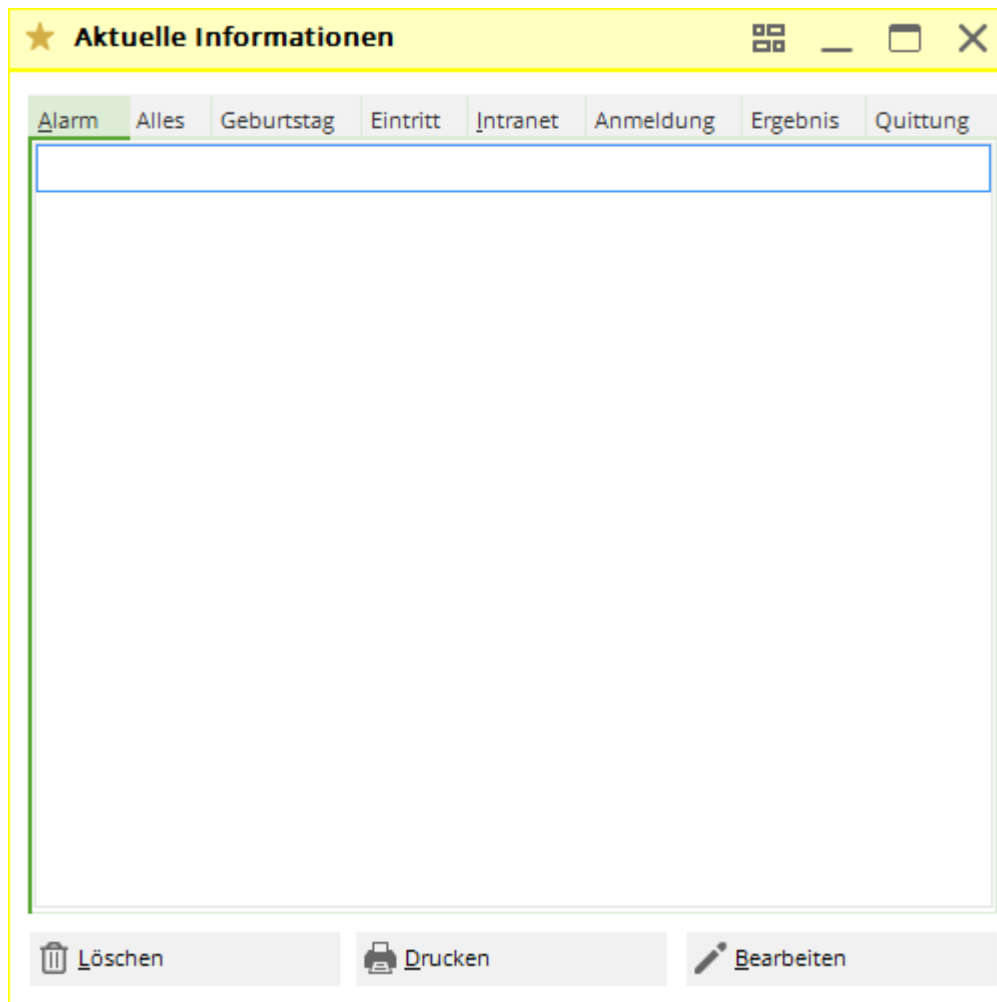 Aktuelle Informationen
Alarm Alles Geburtstag Eintritt Intranet Anmeldung Ergebnis Quittung
Löschen Drucken Bearbeiten